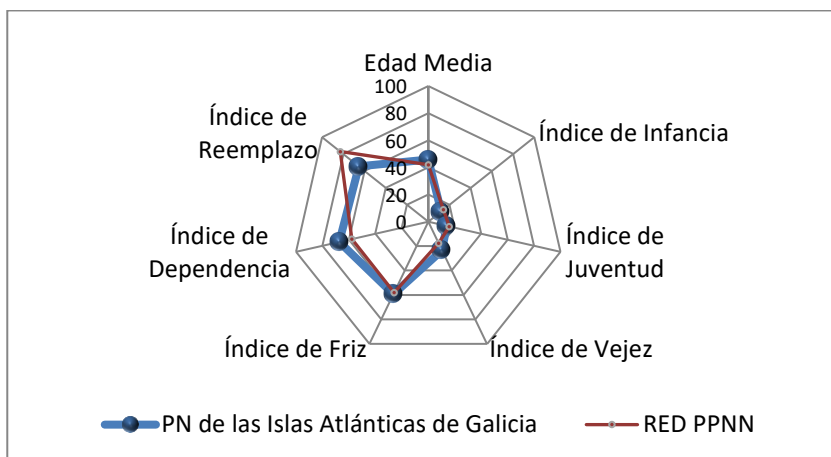 Edad Media
100
80
60
40
20
0
Índice de Infancia
Índice de
Juventud
Índice de Vejez
Índice de Friz
Índice de
Dependencia
Índice de
Reemplazo
PN de las Islas Atlánticas de Galicia
RED PPNN